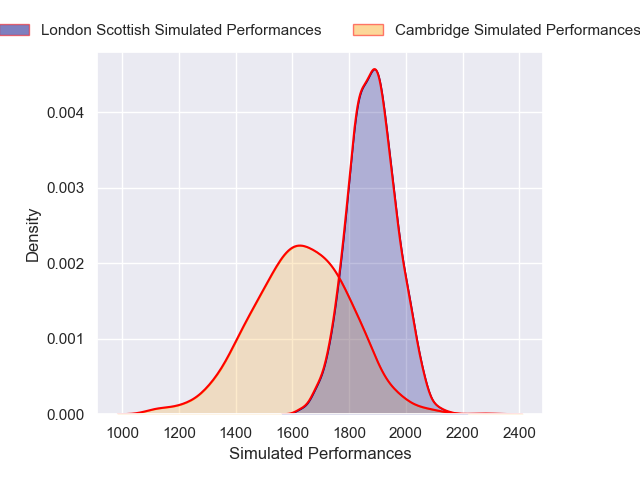 London Scottish Simulated Performances Cambridge Simulated Performances
0.004
0.003
0.002
0.001
0.000
Density
1000 1200 1400 1600 1800 2000 2200 2400
Simulated Performances